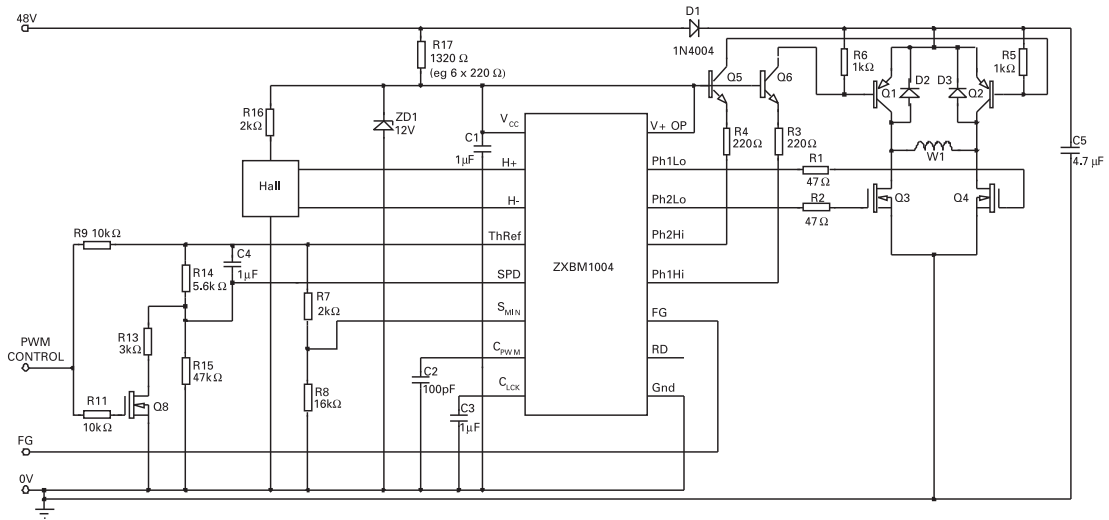 48V
D1
1N4004
R17
1320 Ω
(eg 6 x 220 Ω)
R6
1kΩ
R5
1kΩ
D2
D3
Q5
Q6
Q1
Q2
R16
2kΩ
ZD1
12V
C1
1μF
VCC
V+ OP
R4
220Ω
R3
220Ω
C5
4.7 μF
W1
Hall
H+
H-
Ph1Lo
Ph2Lo
R1
47Ω
R2
47Ω
Q3
Q4
R9 10kΩ
ThRef
Ph2Hi
C4
1μF
R14
5.6kΩ
SPD
ZXBM1004
Ph1Hi
R7
2kΩ
SMIN
FG
R13
3kΩ
PWM
CONTROL
R15
47kΩ
CPWM
RD
C2
100pF
R8
16kΩ
CLCK
Gnd
R11
10kΩ
Q8
C3
1μF
FG
0V